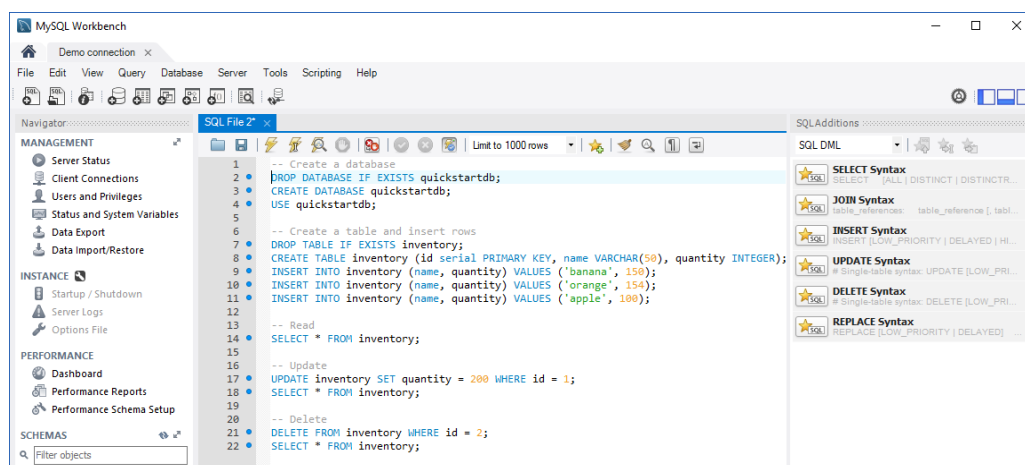 MySQL Workbench
Demo connection
File Edit View Query Database Server Tools Scripting Help
Navigator
MANAGEMENT
Server Status
Client Connections
Users and Privileges
Status and System Variables
Data Export
Data Import/Restore
INSTANCE
Startup / Shutdown
Server Logs
Options File
PERFORMANCE
Dashboard
Performance Reports
Performance Schema Setup
SCHEMAS
Filter objects
SQL File 2*
Limit to 1000 rows
1 -- Create a database
2 DROP DATABASE IF EXISTS quickstartdb;
3 CREATE DATABASE quickstartdb;
4 USE quickstartdb;
5
6 -- Create a table and insert rows
7 DROP TABLE IF EXISTS inventory;
8 CREATE TABLE inventory (id serial PRIMARY KEY, name VARCHAR(50), quantity INTEGER);
9 INSERT INTO inventory (name, quantity) VALUES ('banana', 150);
10 INSERT INTO inventory (name, quantity) VALUES ('orange', 154);
11 INSERT INTO inventory (name, quantity) VALUES ('apple', 100);
12
13 -- Read
14 SELECT * FROM inventory;
15
16 -- Update
17 UPDATE inventory SET quantity = 200 WHERE id = 1;
18 SELECT * FROM inventory;
19
20 -- Delete
21 DELETE FROM inventory WHERE id = 2;
22 SELECT * FROM inventory;
SQLAdditions
SQL DML
SELECT Syntax
SELECT [ALL | DISTINCT | DISTINCTR...
JOIN Syntax
table_references: table_reference [, tabl...
INSERT Syntax
INSERT [LOW_PRIORITY | DELAYED | HI...
UPDATE Syntax
# Single-table syntax: UPDATE [LOW_PRI...
DELETE Syntax
# Single-table syntax: DELETE [LOW_PRI...
REPLACE Syntax
REPLACE [LOW_PRIORITY | DELAYED] ...